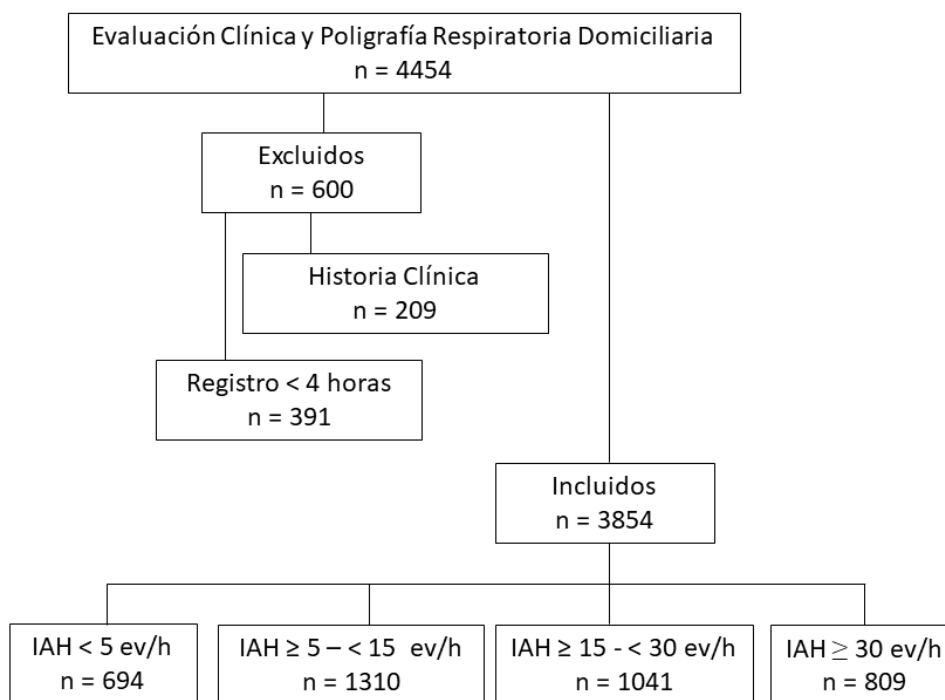 Evaluación Clínica y Poligrafía Respiratoria Domiciliaria
n = 4454
Excluidos
n = 600
Historia Clínica
n = 209
Registro < 4 horas
n = 391
Incluidos
n = 3854
IAH < 5 ev/h
n = 694
IAH ≥ 5 – < 15  ev/h
n = 1310
IAH ≥ 15 - < 30 ev/h
n = 1041
IAH ≥ 30 ev/h
n = 809